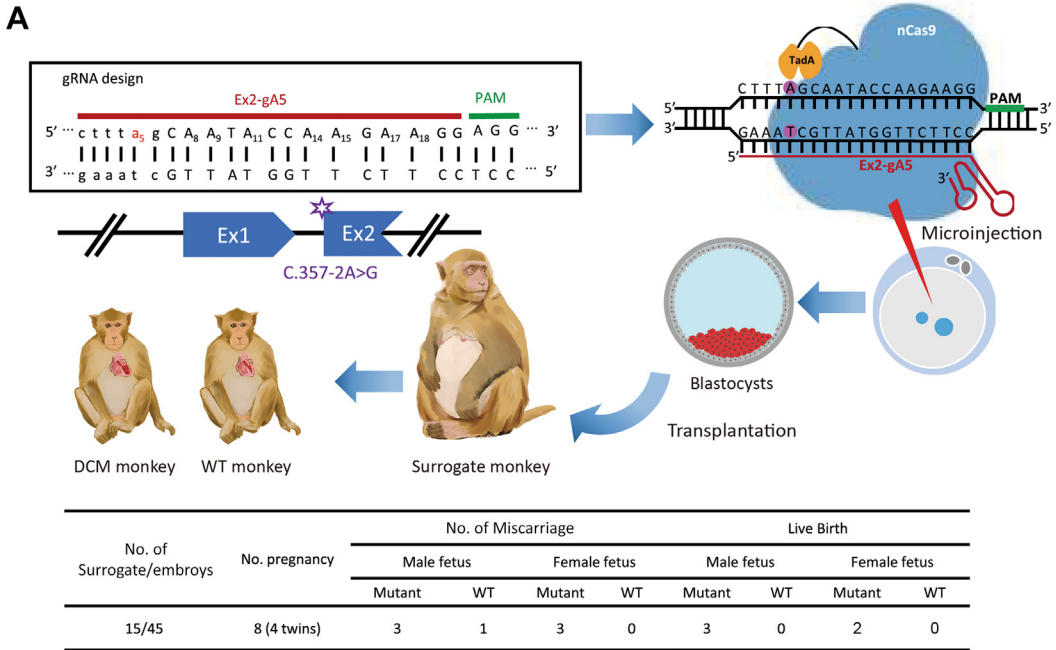 A
gRNA design
Ex2-gA5
PAM
5' ··· c t t t a5 g C A8 A9 T A11 C C A14 A15 G A17 A18 G G A G G ··· 3'
3' ··· g a a a t c G T T A T G G T T C T T C C T C C ··· 5'
Ex1
Ex2
C.357-2A>G
nCas9
TadA
CTTTAGCAATACCAAGAAGG
PAM
5'
3'
3'
5'
GAAATCGTTATGGTTCTTCC
5'
Ex2-gA5
3'
Microinjection
Blastocysts
Transplantation
DCM monkey
WT monkey
Surrogate monkey
No. of Surrogate/embroys
No. pregnancy
No. of Miscarriage
Live Birth
Male fetus
Female fetus
Male fetus
Female fetus
Mutant
WT
Mutant
WT
Mutant
WT
Mutant
WT
15/45
8 (4 twins)
3
1
3
0
3
0
2
0